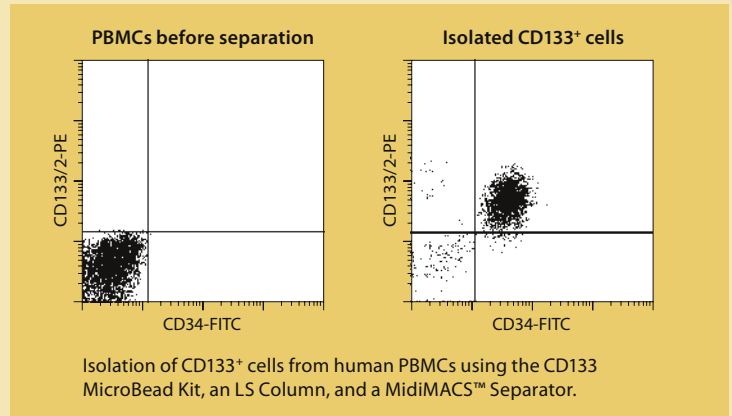 PBMCs before separation
Isolated CD133⁺ cells
CD133/2-PE
CD34-FITC
CD133/2-PE
CD34-FITC
Isolation of CD133⁺ cells from human PBMCs using the CD133
MicroBead Kit, an LS Column, and a MidiMACS™ Separator.